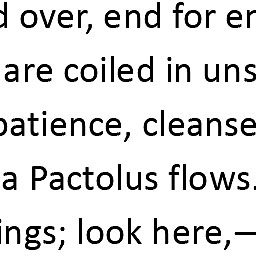 d over, end for en
are coiled in uns
patience, cleanse
a Pactolus flows.
ings; look here,—